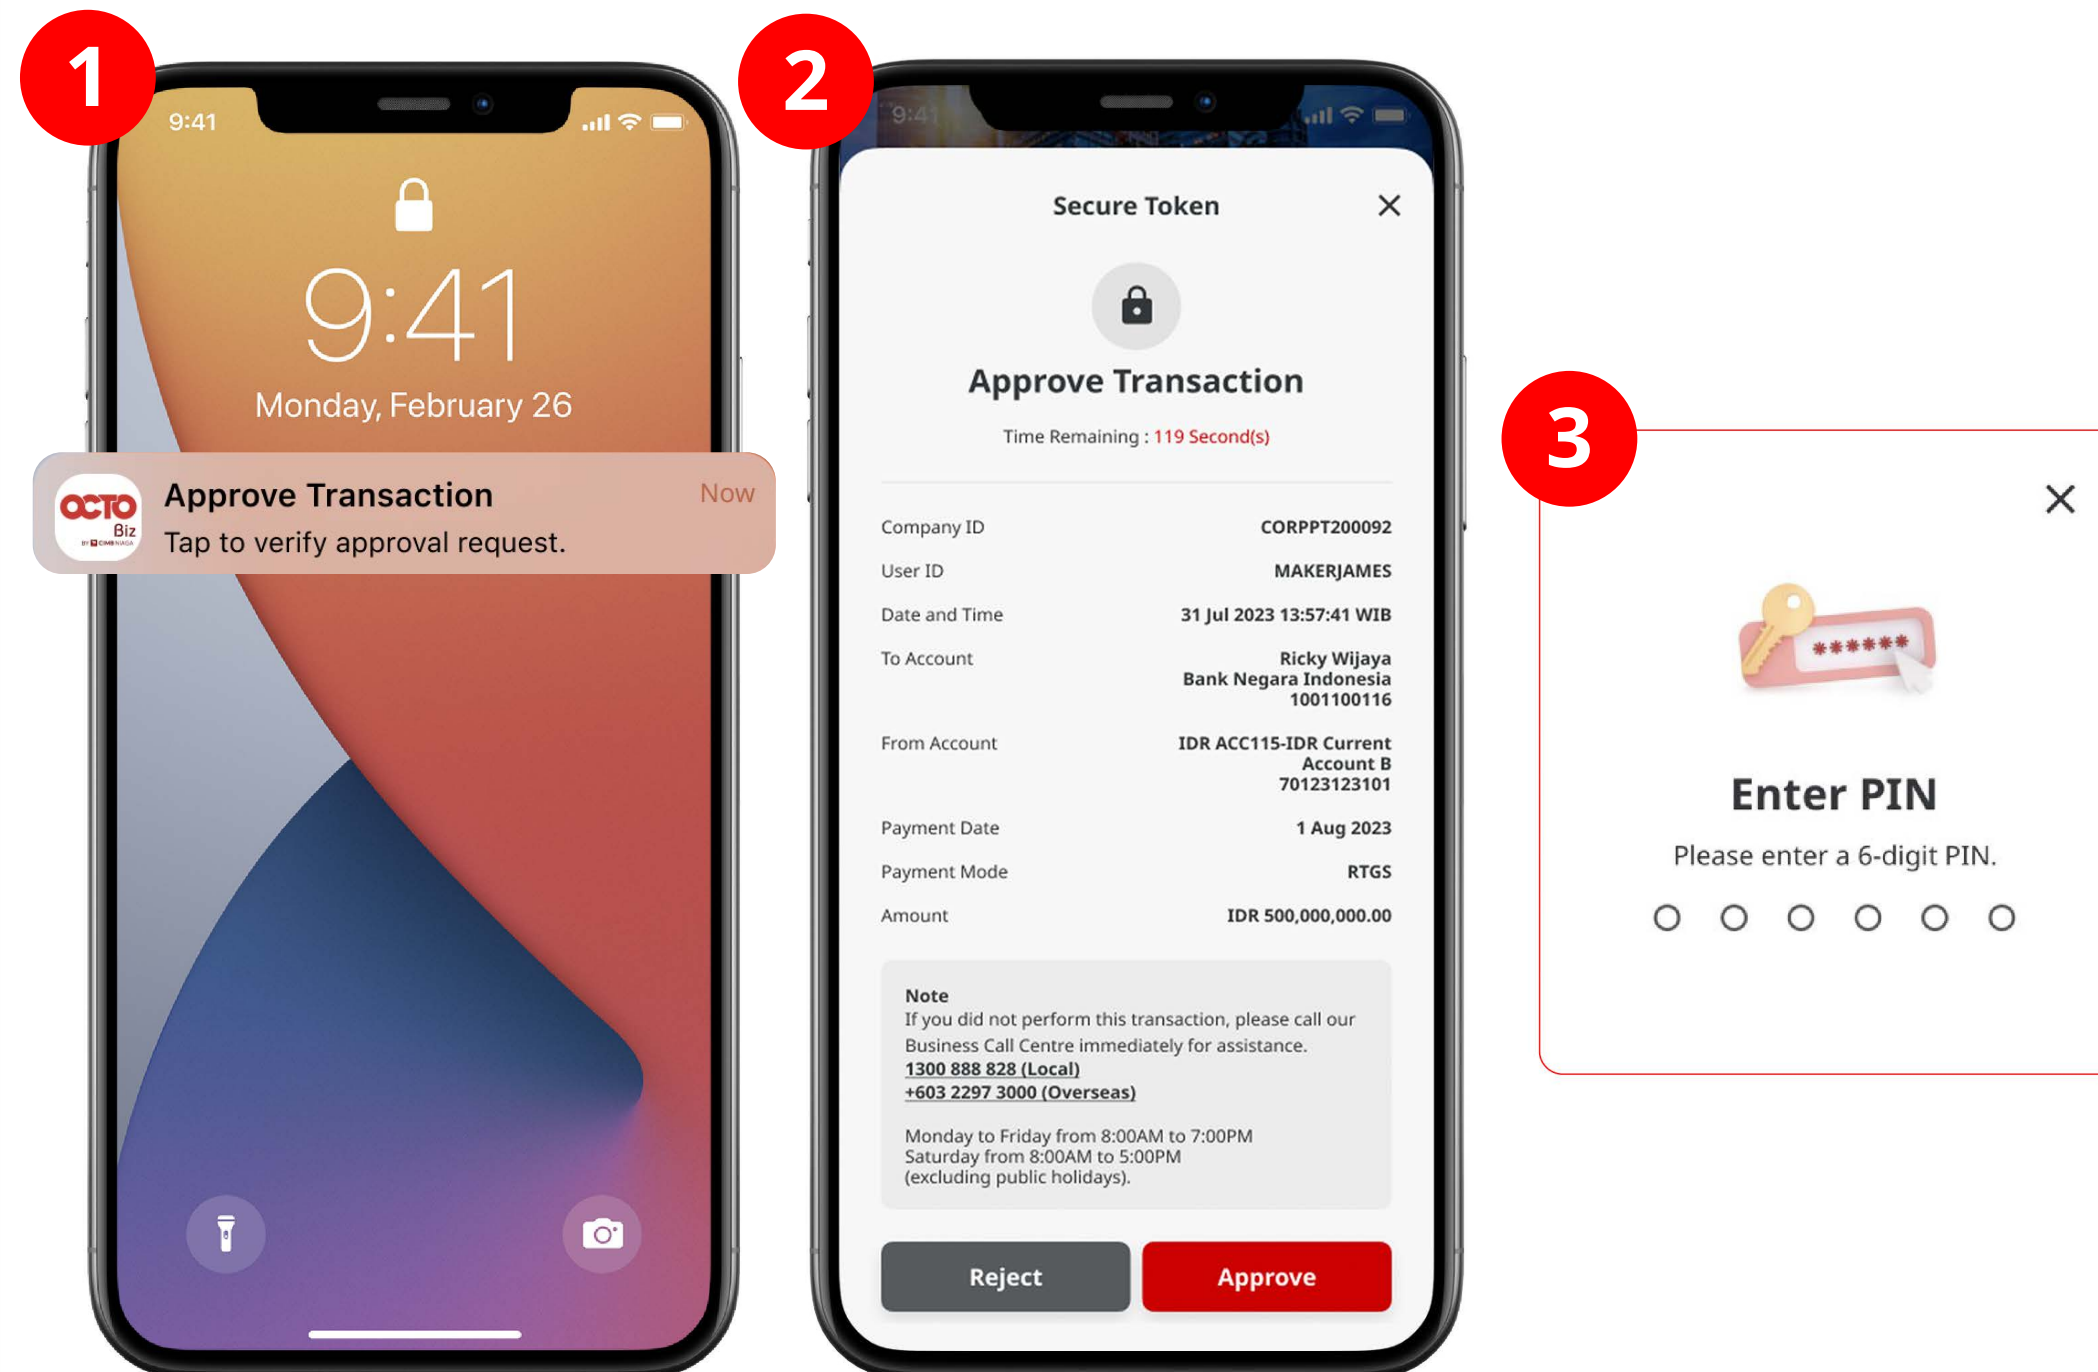 1
9:41
9:41
Monday, February 26
OCTO
Biz
BY CIMB NIAGA
Approve Transaction
Now
Tap to verify approval request.
2
9:41
Secure Token
Approve Transaction
Time Remaining : 119 Second(s)
Company ID CORPPT200092
User ID MAKERJAMES
Date and Time 31 Jul 2023 13:57:41 WIB
To Account Ricky Wijaya
Bank Negara Indonesia
1001100116
From Account IDR ACC115-IDR Current
Account B
70123123101
Payment Date 1 Aug 2023
Payment Mode RTGS
Amount IDR 500,000,000.00
Note
If you did not perform this transaction, please call our
Business Call Centre immediately for assistance.
1300 888 828 (Local)
+603 2297 3000 (Overseas)
Monday to Friday from 8:00AM to 7:00PM
Saturday from 8:00AM to 5:00PM
(excluding public holidays).
Reject Approve
3
******
Enter PIN
Please enter a 6-digit PIN.